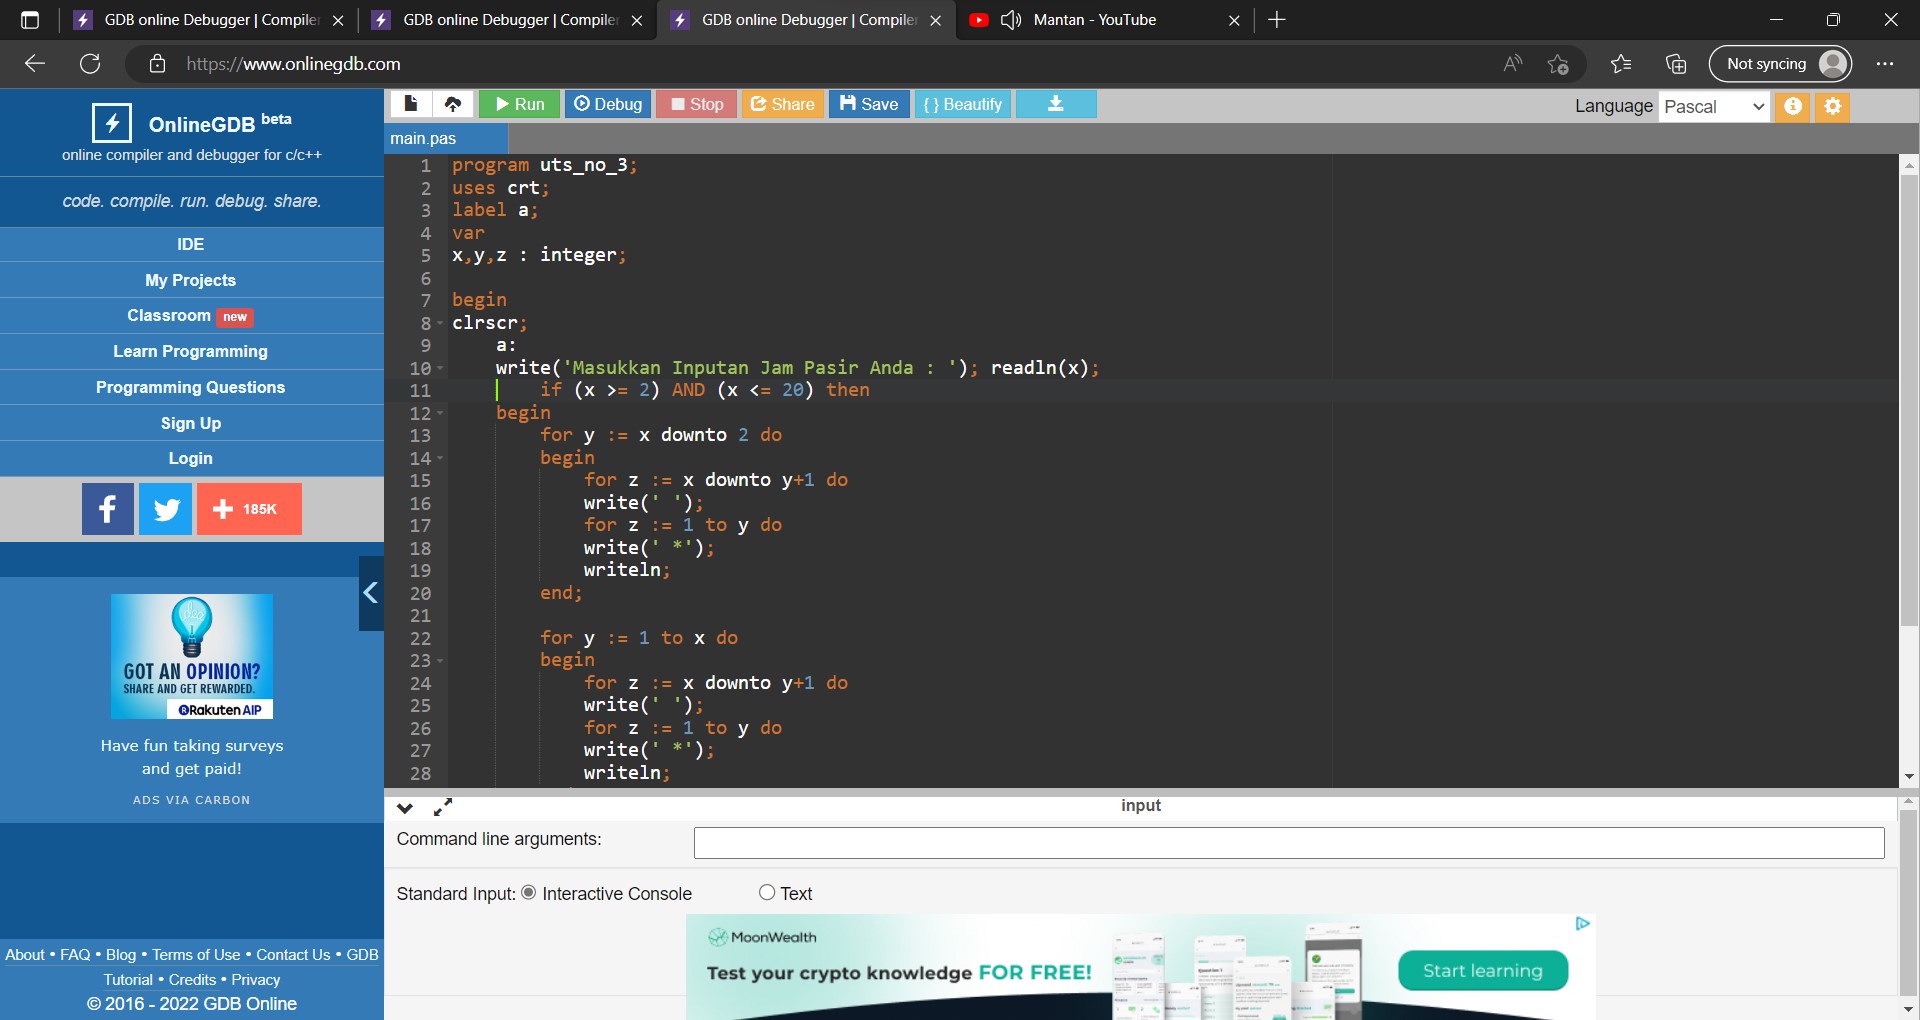 GDB online Debugger | Compiler
GDB online Debugger | Compiler
GDB online Debugger | Compiler
Mantan - YouTube
https://www.onlinegdb.com
Not syncing
OnlineGDB beta
online compiler and debugger for c/c++
code. compile. run. debug. share.
IDE
My Projects
Classroom new
Learn Programming
Programming Questions
Sign Up
Login
185K
GOT AN OPINION?
SHARE AND GET REWARDED.
Rakuten AIP
Have fun taking surveys
and get paid!
ADS VIA CARBON
About • FAQ • Blog • Terms of Use • Contact Us • GDB
Tutorial • Credits • Privacy
© 2016 - 2022 GDB Online
Run Debug Stop Share Save { } Beautify
Language Pascal
main.pas
1 program uts_no_3;
2 uses crt;
3 label a;
4 var
5 x,y,z : integer;
6
7 begin
8 clrscr;
9 a:
10 write('Masukkan Inputan Jam Pasir Anda : '); readln(x);
11 if (x >= 2) AND (x <= 20) then
12 begin
13 for y := x downto 2 do
14 begin
15 for z := x downto y+1 do
16 write(' ');
17 for z := 1 to y do
18 write(' *');
19 writeln;
20 end;
21
22 for y := 1 to x do
23 begin
24 for z := x downto y+1 do
25 write(' ');
26 for z := 1 to y do
27 write(' *');
28 writeln;
input
Command line arguments:
Standard Input: Interactive Console Text
MoonWealth
Test your crypto knowledge FOR FREE!
Start learning